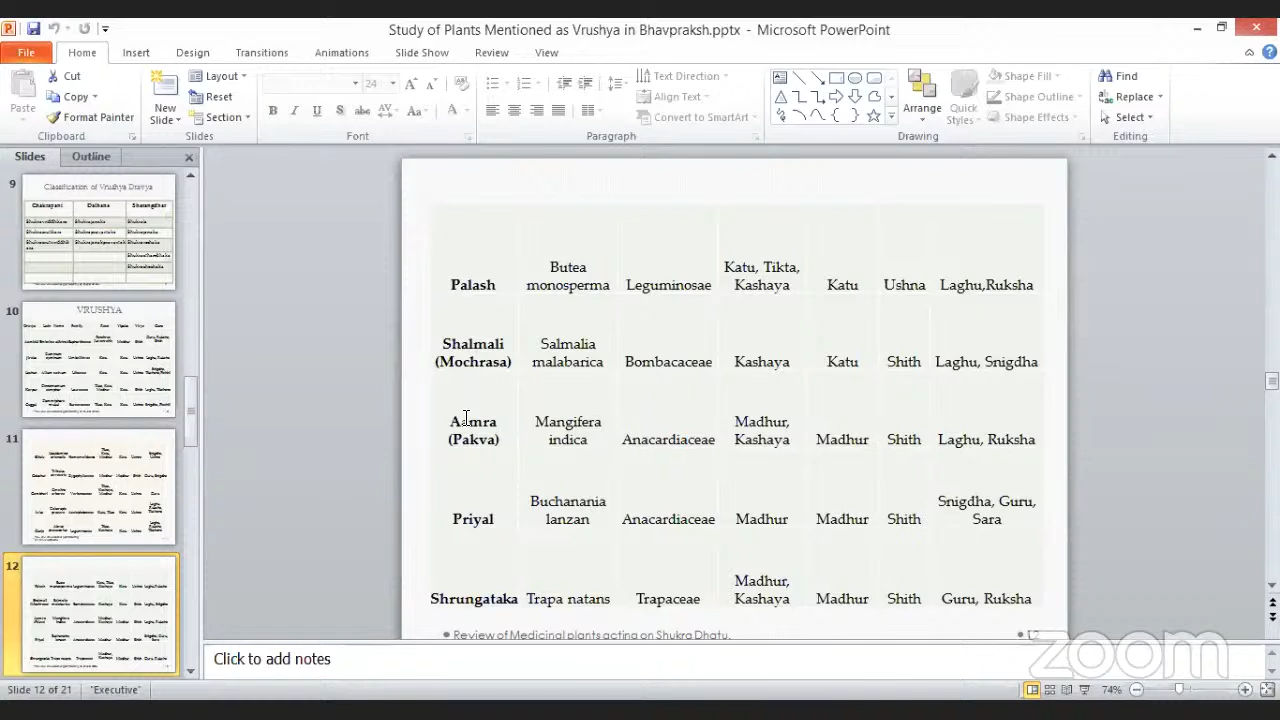 Study of Plants Mentioned as Vrushya in Bhavpraksh.pptx - Microsoft PowerPoint
File Home Insert Design Transitions Animations Slide Show Review View
Paste
Cut
Copy
Format Painter
Clipboard
New
Slide
Layout
Reset
Section
Slides
24
Font
Text Direction
Align Text
Convert to SmartArt
Paragraph
Arrange
Quick
Styles
Shape Fill
Shape Outline
Shape Effects
Drawing
Find
Replace
Select
Editing
Slides Outline
9
Classification of Vrushya Dravya
10
VRUSHYA
11
12
Butea Katu, Tikta,
Palash monosperma Leguminosae Kashaya Katu Ushna Laghu,Ruksha
Shalmali Salmalia
(Mochrasa) malabarica Bombacaceae Kashaya Katu Shith Laghu, Snigdha
Aamra Mangifera Madhur,
(Pakva) indica Anacardiaceae Kashaya Madhur Shith Laghu, Ruksha
Buchanania Snigdha, Guru,
Priyal lanzan Anacardiaceae Madhur Madhur Shith Sara
Madhur,
Shrungataka Trapa natans Trapaceae Kashaya Madhur Shith Guru, Ruksha
Review of Medicinal plants acting on Shukra Dhatu. 12
zoom
Click to add notes
Slide 12 of 21 "Executive" 74%